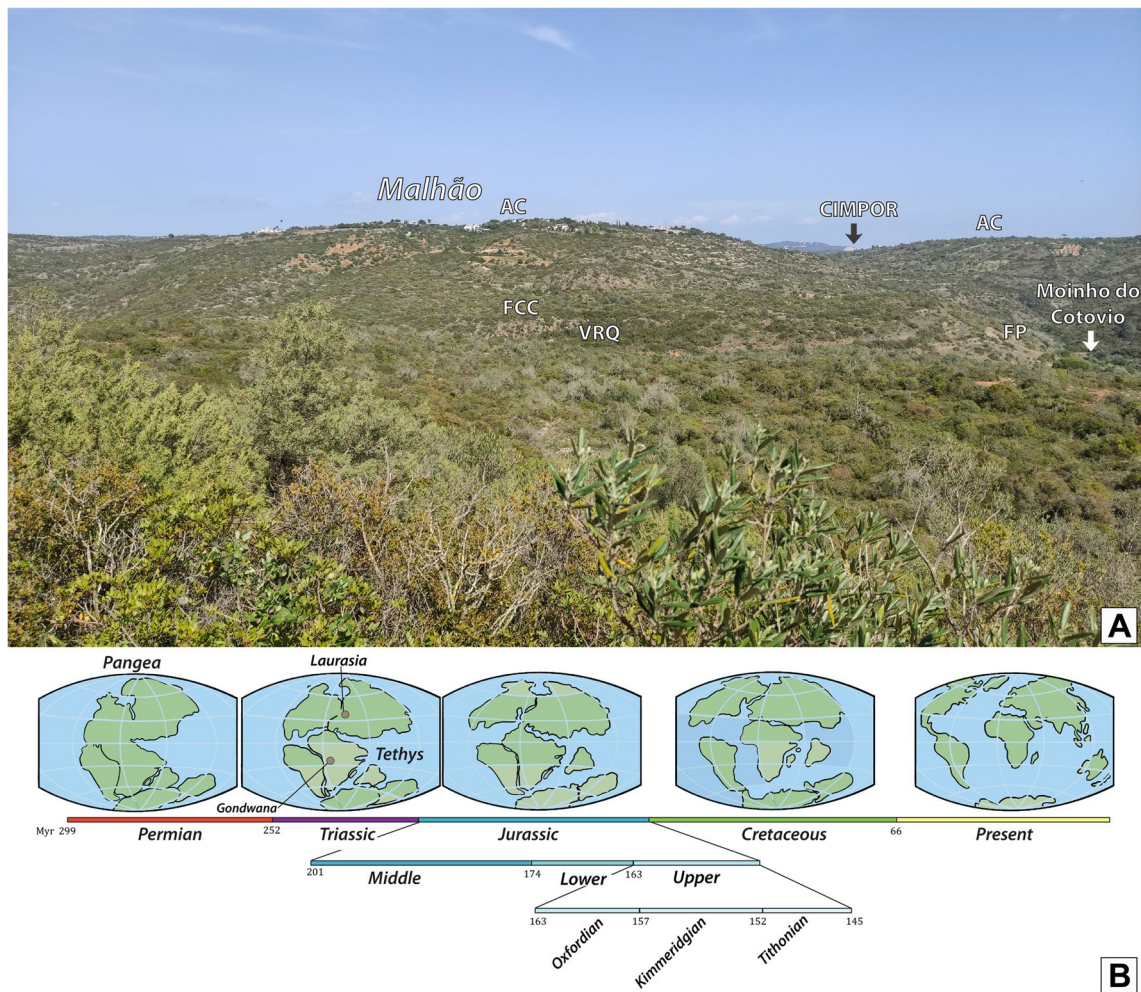 Malhão
AC
CIMPOR
AC
Moinho do
Cotovio
FCC
VRQ
FP
A
Pangea
Laurasia
Tethys
Gondwana
Myr 299
252
66
Permian
Triassic
Jurassic
Cretaceous
Present
201
174
163
Middle
Lower
Upper
163
157
152
145
Oxfordian
Kimmeridgian
Tithonian
B